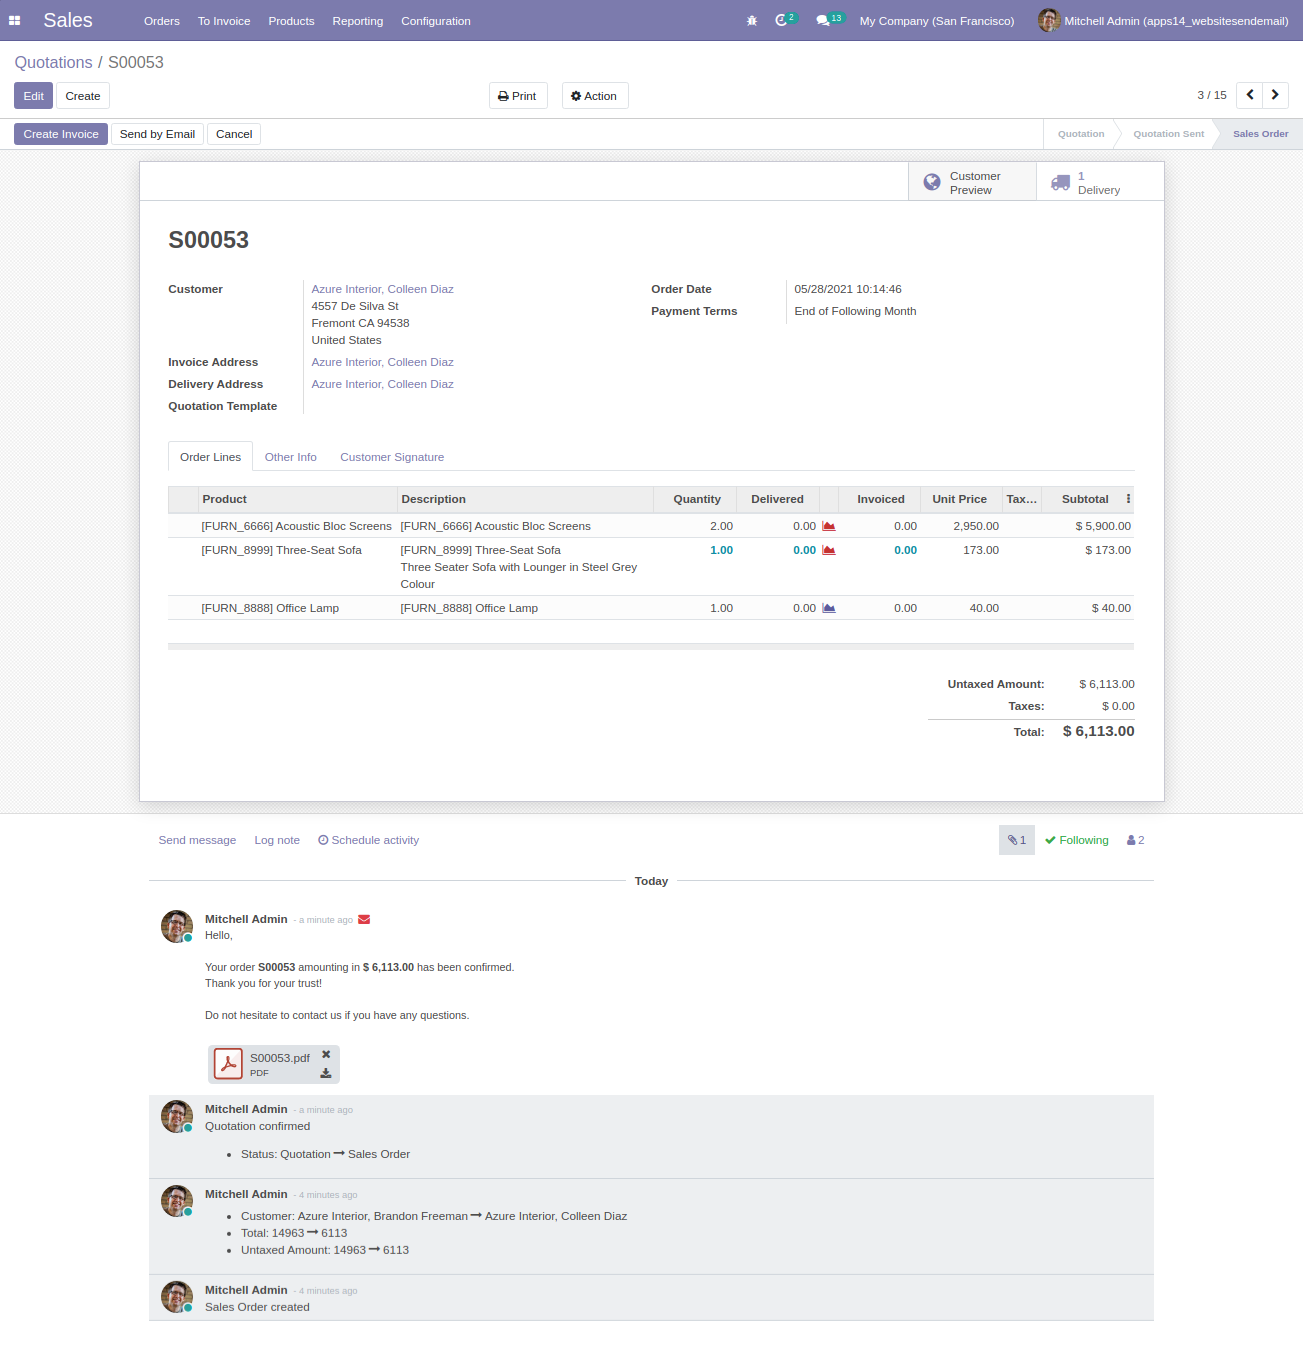 Sales Orders To Invoice Products Reporting Configuration 2 13 My Company (San Francisco) Mitchell Admin (apps14_websitesendemail)
Quotations / S00053
Edit Create Print Action 3 / 15
Create Invoice Send by Email Cancel Quotation Quotation Sent Sales Order
Customer Preview 1 Delivery
S00053
Customer Azure Interior, Colleen Diaz Order Date 05/28/2021 10:14:46
4557 De Silva St Payment Terms End of Following Month
Fremont CA 94538
United States
Invoice Address Azure Interior, Colleen Diaz
Delivery Address Azure Interior, Colleen Diaz
Quotation Template
Order Lines Other Info Customer Signature
Product Description Quantity Delivered Invoiced Unit Price Tax... Subtotal
[FURN_6666] Acoustic Bloc Screens [FURN_6666] Acoustic Bloc Screens 2.00 0.00 0.00 2,950.00 $ 5,900.00
[FURN_8999] Three-Seat Sofa [FURN_8999] Three-Seat Sofa 1.00 0.00 0.00 173.00 $ 173.00
Three Seater Sofa with Lounger in Steel Grey
Colour
[FURN_8888] Office Lamp [FURN_8888] Office Lamp 1.00 0.00 0.00 40.00 $ 40.00
Untaxed Amount: $ 6,113.00
Taxes: $ 0.00
Total: $ 6,113.00
Send message Log note Schedule activity 1 Following 2
Today
Mitchell Admin - a minute ago
Hello,
Your order S00053 amounting in $ 6,113.00 has been confirmed.
Thank you for your trust!
Do not hesitate to contact us if you have any questions.
S00053.pdf
PDF
Mitchell Admin - a minute ago
Quotation confirmed
• Status: Quotation → Sales Order
Mitchell Admin - 4 minutes ago
• Customer: Azure Interior, Brandon Freeman → Azure Interior, Colleen Diaz
• Total: 14963 → 6113
• Untaxed Amount: 14963 → 6113
Mitchell Admin - 4 minutes ago
Sales Order created